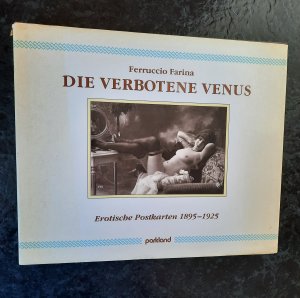 Ferruccio Farina
DIE VERBOTENE VENUS
Erotische Postkarten 1895–1925
parkland